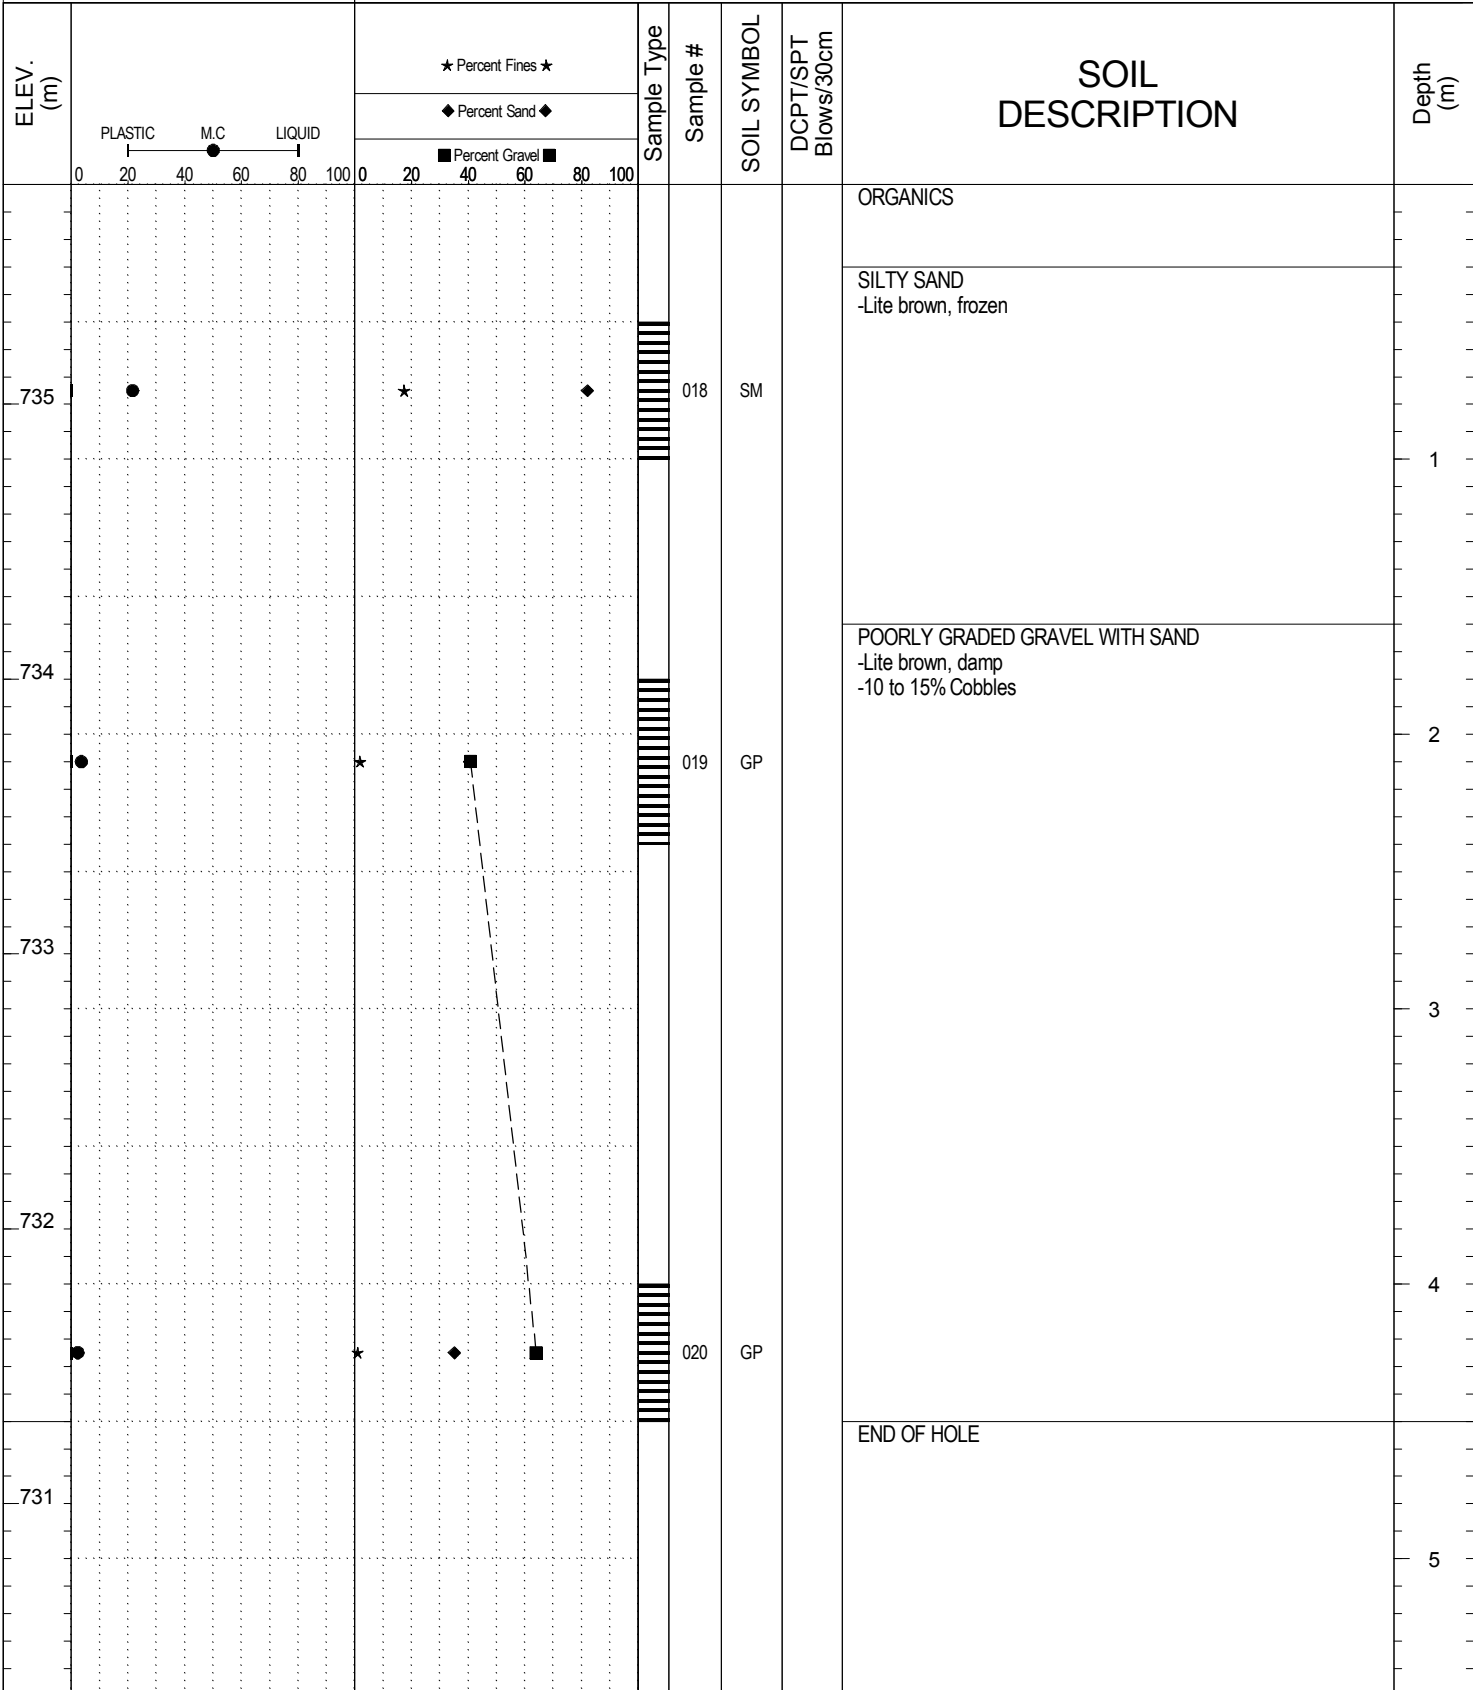 ELEV.
(m)
PLASTIC M.C LIQUID
0 20 40 60 80 100
★ Percent Fines ★
◆ Percent Sand ◆
■ Percent Gravel ■
0 20 40 60 80 100
Sample Type
Sample #
SOIL SYMBOL
DCPT/SPT
Blows/30cm
SOIL
DESCRIPTION
Depth
(m)
ORGANICS
SILTY SAND
-Lite brown, frozen
735
018 SM
1
POORLY GRADED GRAVEL WITH SAND
-Lite brown, damp
-10 to 15% Cobbles
734
2
019 GP
733
3
732
4
020 GP
END OF HOLE
731
5